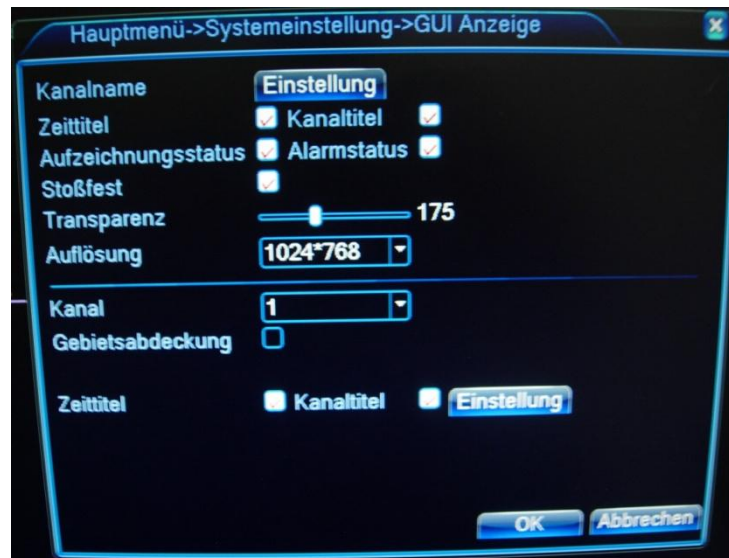 Hauptmenü->Systemeinstellung->GUI Anzeige
Kanalname Einstellung
Zeittitel Kanaltitel
Aufzeichnungsstatus Alarmstatus
Stoßfest
Transparenz 175
Auflösung 1024*768
Kanal 1
Gebietsabdeckung
Zeittitel Kanaltitel Einstellung
OK Abbrechen